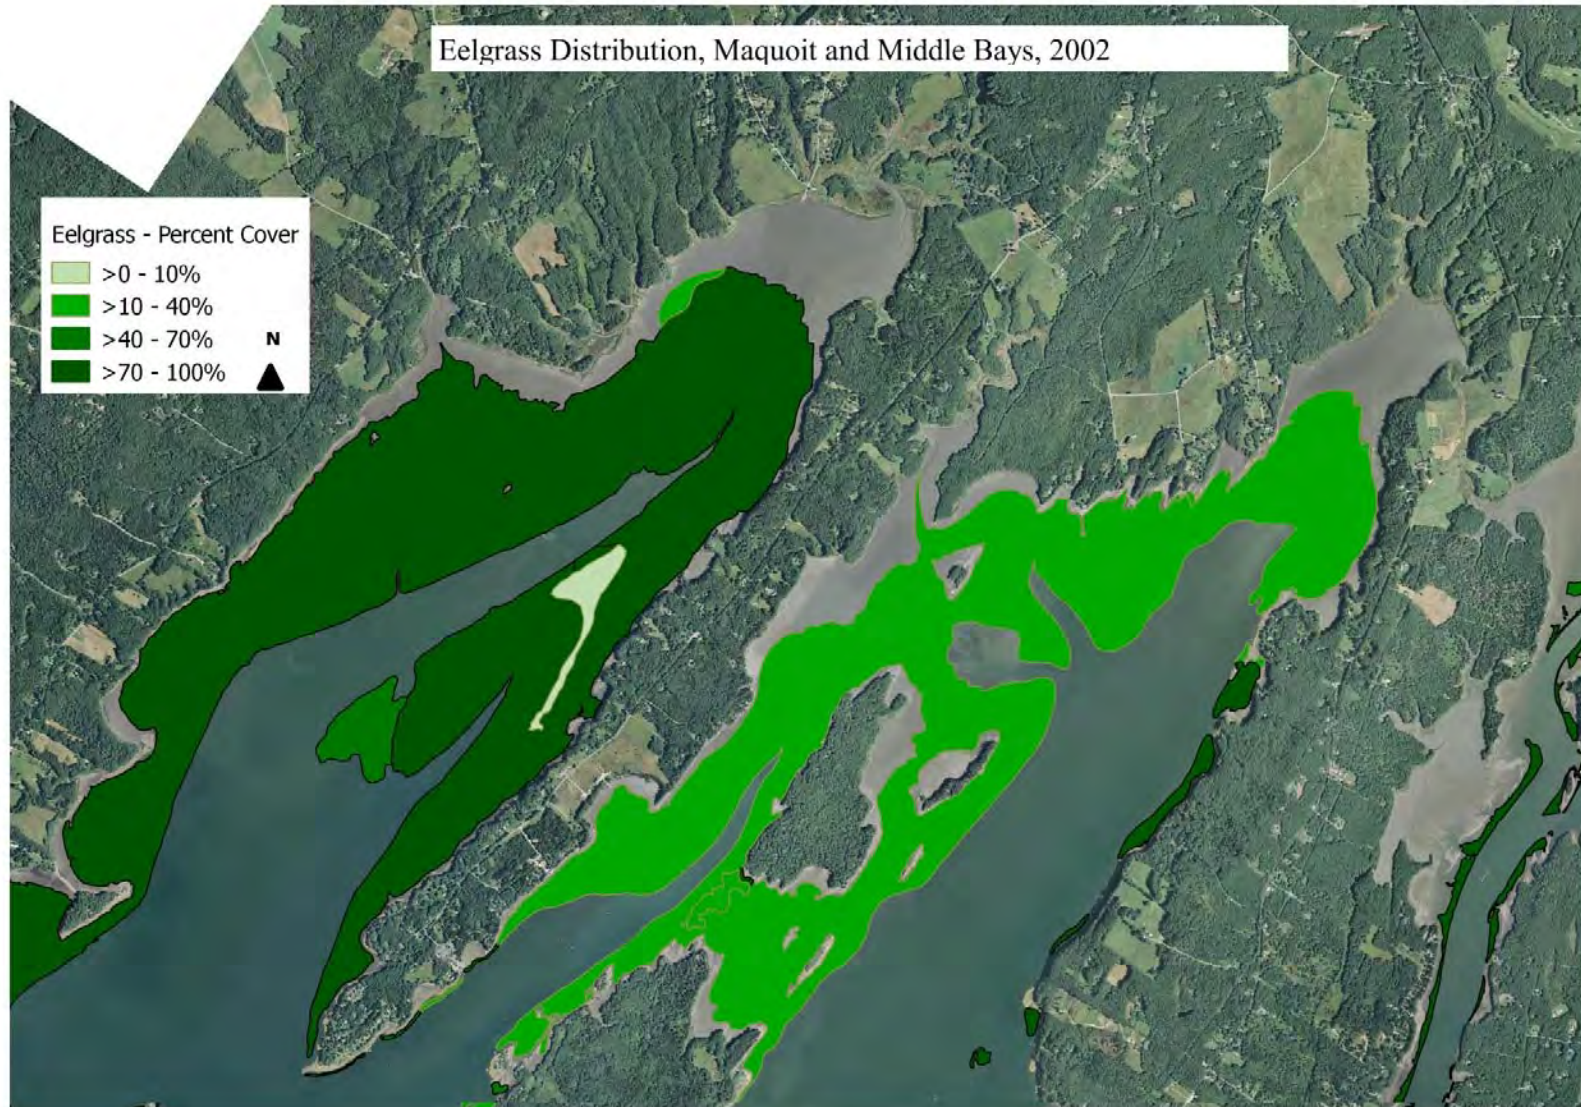 Eelgrass Distribution, Maquoit and Middle Bays, 2002
Eelgrass - Percent Cover
>0 - 10%
>10 - 40%
>40 - 70%
N
>70 - 100%